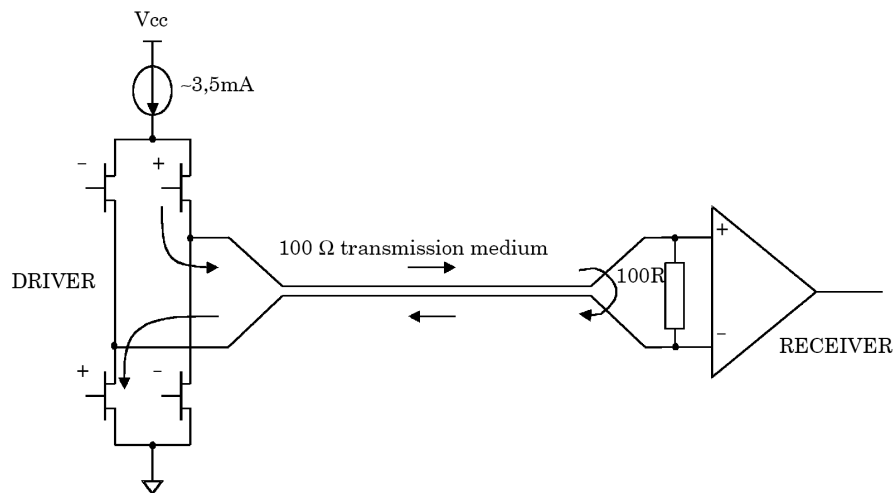 Vcc
~3,5mA
− +
100 Ω transmission medium
DRIVER
100R
+
−
RECEIVER
+ −